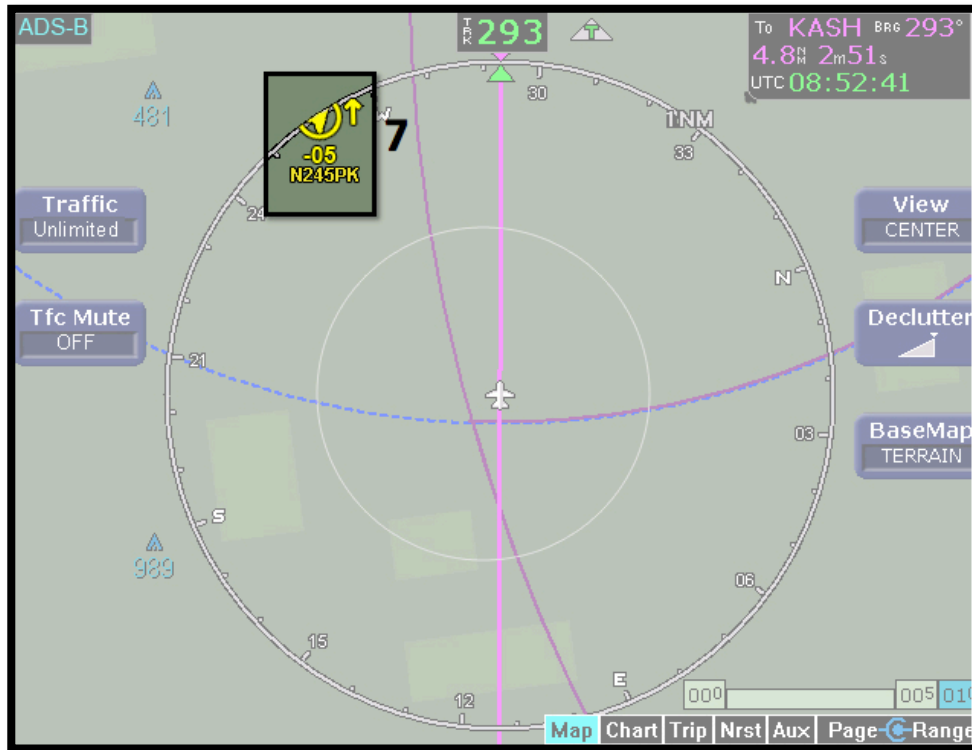 ADS-B
TRK 293
T
To KASH BRG 293°
4.8NM 2m51s
UTC 08:52:41
481
30
W
7
TNM
33
-05
N245PK
24
Traffic
Unlimited
View
CENTER
N
Tfc Mute
OFF
Declutter
21
03
BaseMap
TERRAIN
S
989
06
15
E
12
000
005
010
Map Chart Trip Nrst Aux Page Range